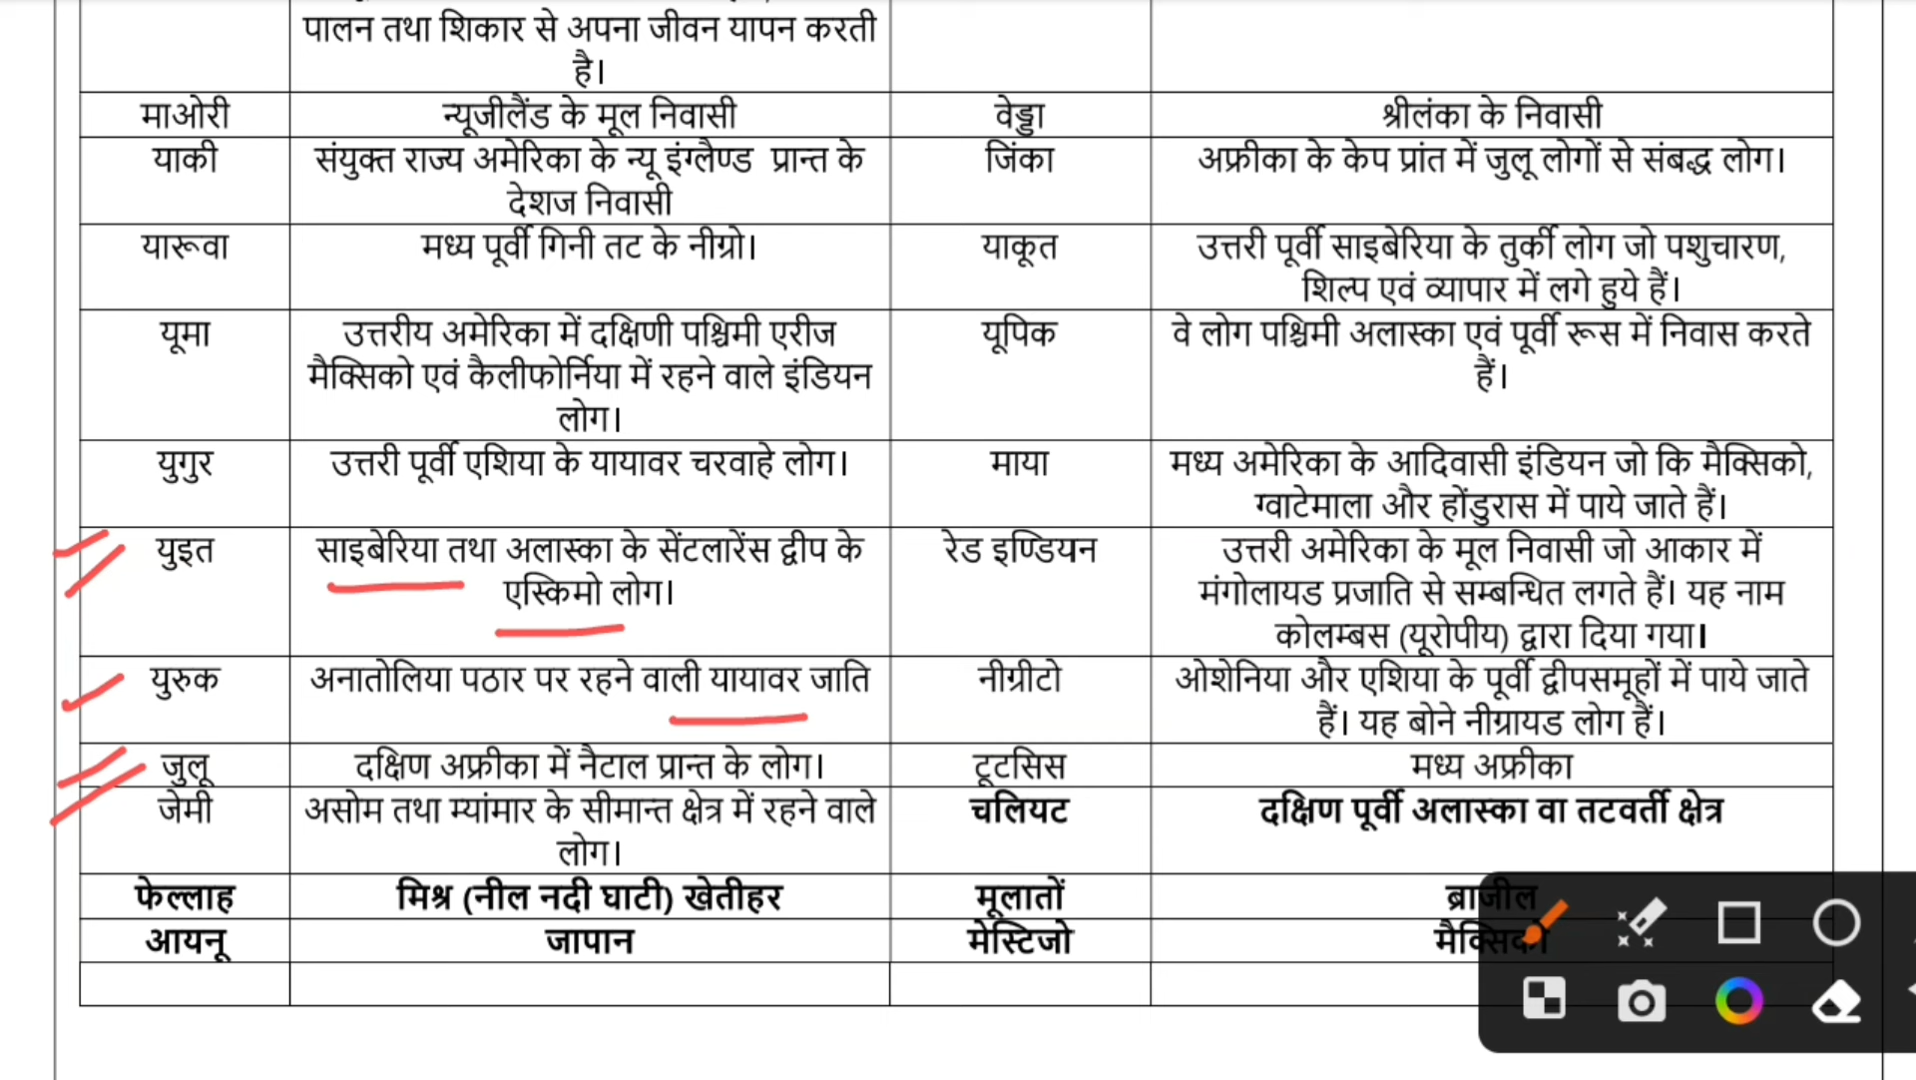 पालन तथा शिकार से अपना जीवन यापन करती
है।
माओरी न्यूजीलैंड के मूल निवासी वेड्डा श्रीलंका के निवासी
याकी संयुक्त राज्य अमेरिका के न्यू इंग्लैण्ड प्रान्त के जिंका अफ्रीका के केप प्रांत में जुलू लोगों से संबद्ध लोग।
देशज निवासी
यारूवा मध्य पूर्वी गिनी तट के नीग्रो। याकूत उत्तरी पूर्वी साइबेरिया के तुर्की लोग जो पशुचारण,
शिल्प एवं व्यापार में लगे हुये हैं।
यूमा उत्तरीय अमेरिका में दक्षिणी पश्चिमी एरीज यूपिक वे लोग पश्चिमी अलास्का एवं पूर्वी रूस में निवास करते
मैक्सिको एवं कैलीफोर्निया में रहने वाले इंडियन हैं।
लोग।
युगुर उत्तरी पूर्वी एशिया के यायावर चरवाहे लोग। माया मध्य अमेरिका के आदिवासी इंडियन जो कि मैक्सिको,
ग्वाटेमाला और होंडुरास में पाये जाते हैं।
युइत साइबेरिया तथा अलास्का के सेंटलारेंस द्वीप के रेड इण्डियन उत्तरी अमेरिका के मूल निवासी जो आकार में
एस्किमो लोग। मंगोलायड प्रजाति से सम्बन्धित लगते हैं। यह नाम
कोलम्बस (यूरोपीय) द्वारा दिया गया।
युरुक अनातोलिया पठार पर रहने वाली यायावर जाति नीग्रीटो ओशेनिया और एशिया के पूर्वी द्वीपसमूहों में पाये जाते
हैं। यह बोने नीग्रायड लोग हैं।
जुलू दक्षिण अफ्रीका में नैटाल प्रान्त के लोग। टूटसिस मध्य अफ्रीका
जेमी असोम तथा म्यांमार के सीमान्त क्षेत्र में रहने वाले चलियट दक्षिण पूर्वी अलास्का वा तटवर्ती क्षेत्र
लोग।
फेल्लाह मिश्र (नील नदी घाटी) खेतीहर मूलातों ब्राजील
आयनू जापान मेस्टिजो मैक्सिको